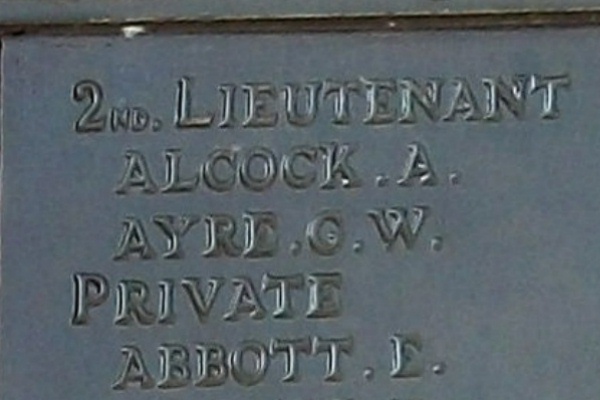 2ND. LIEUTENANT
ALCOCK. A.
AYRE. G. W.
PRIVATE
ABBOTT. E.